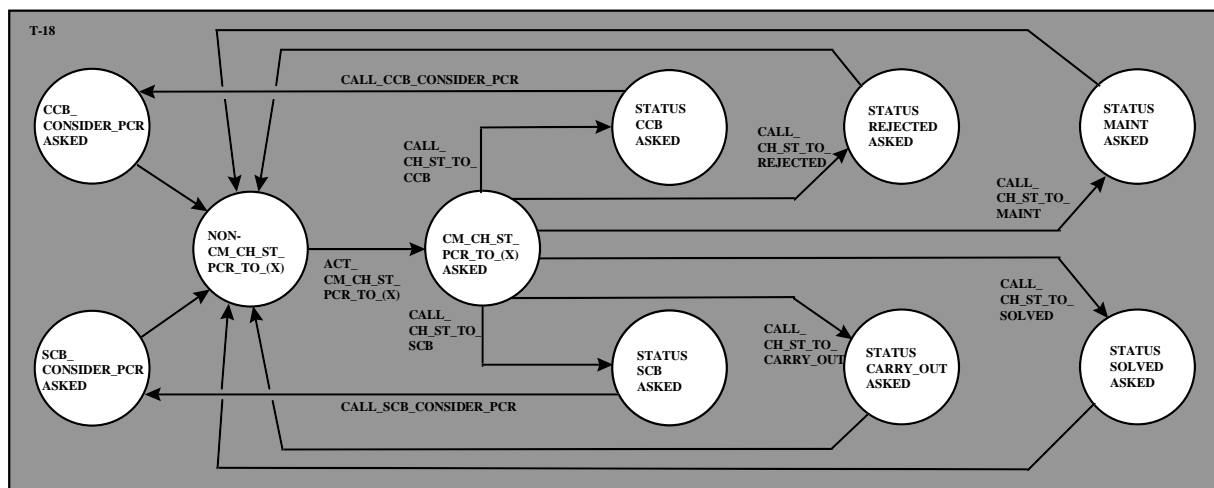 T-18
CALL_CCB_CONSIDER_PCR
CCB_
CONSIDER_PCR
ASKED
STATUS
CCB
ASKED
STATUS
REJECTED
ASKED
STATUS
MAINT
ASKED
CALL_
CH_ST_TO_
CCB
CALL_
CH_ST_TO_
REJECTED
CALL_
CH_ST_TO_
MAINT
NON-
CM_CH_ST_
PCR_TO_(X)
ACT_
CM_CH_ST_
PCR_TO_(X)
CM_CH_ST_
PCR_TO_(X)
ASKED
CALL_
CH_ST_TO_
SCB
CALL_
CH_ST_TO_
CARRY_OUT
CALL_
CH_ST_TO_
SOLVED
SCB_
CONSIDER_PCR
ASKED
STATUS
SCB
ASKED
STATUS
CARRY_OUT
ASKED
STATUS
SOLVED
ASKED
CALL_SCB_CONSIDER_PCR